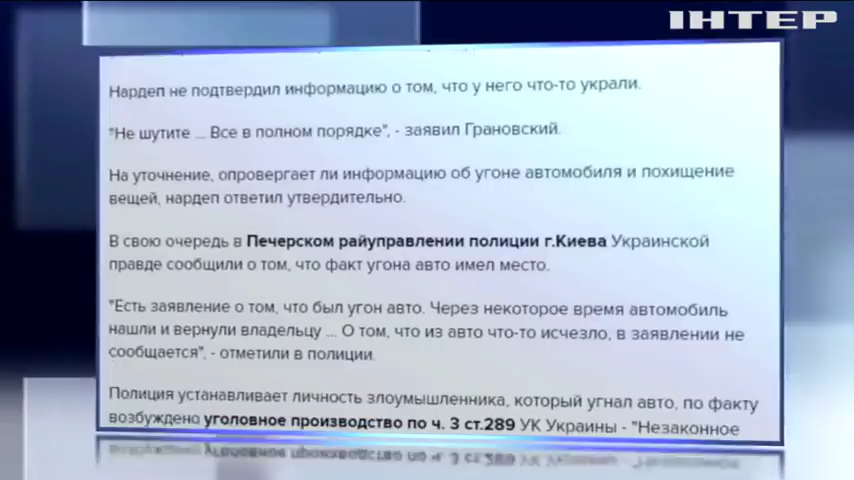 ІНТЕР
Нардеп не подтвердил информацию о том, что у него что-то украли.
"Не шутите ... Все в полном порядке", - заявил Грановский.
На уточнение, опровергает ли информацию об угоне автомобиля и похищение
вещей, нардеп ответил утвердительно.
В свою очередь в Печерском райуправлении полиции г.Киева Украинской
правде сообщили о том, что факт угона авто имел место.
"Есть заявление о том, что был угон авто. Через некоторое время автомобиль
нашли и вернули владельцу ... О том, что из авто что-то исчезло, в заявлении не
сообщается", - отметили в полиции.
Полиция устанавливает личность злоумышленника, который угнал авто, по факту
возбуждено уголовное производство по ч. 3 ст.289 УК Украины - "Незаконное